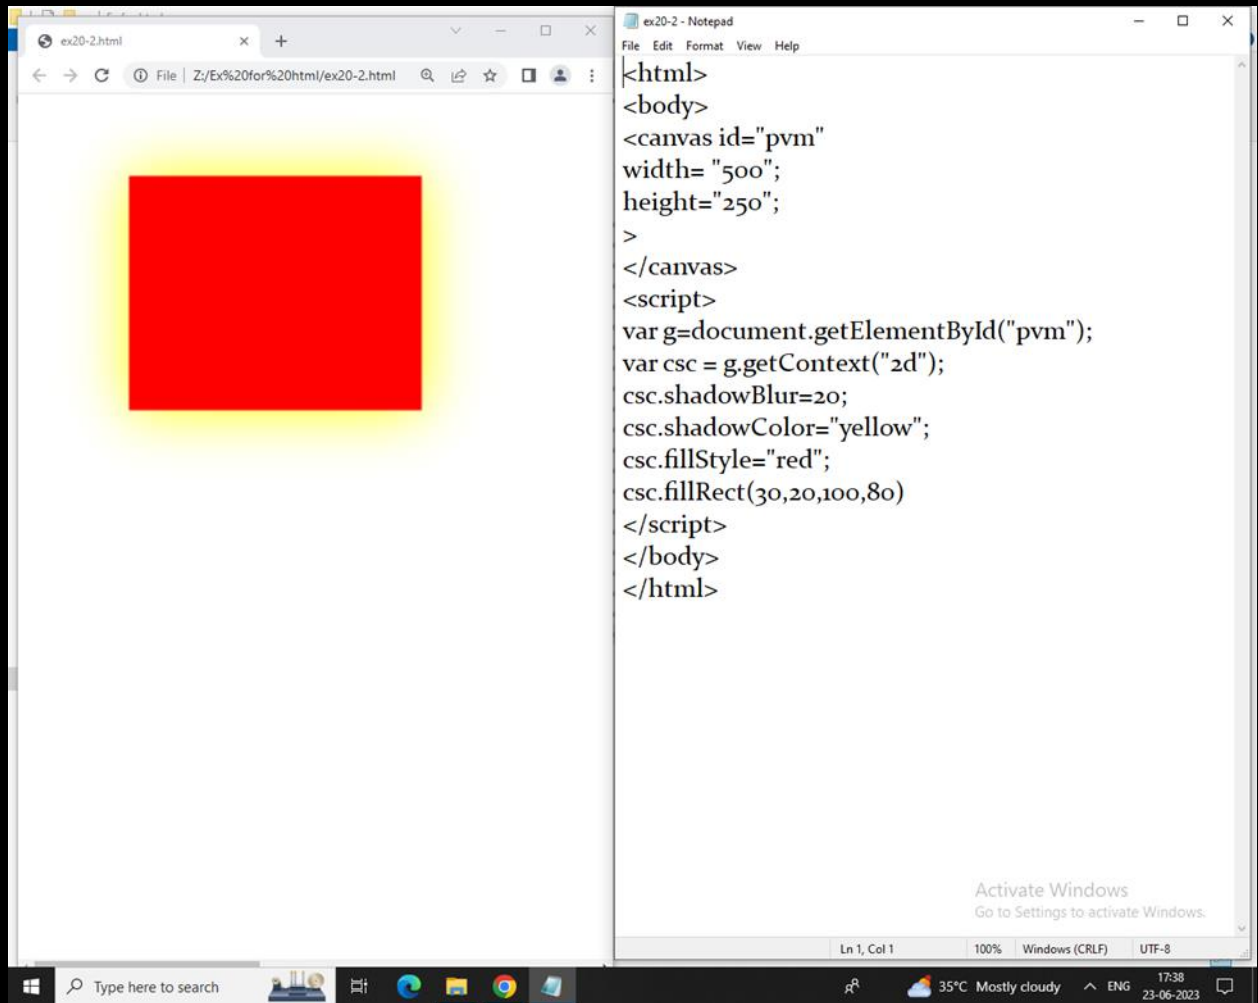 ex20-2.html
File
Z:/Ex%20for%20html/ex20-2.html
ex20-2 - Notepad
File Edit Format View Help
<html>
<body>
<canvas id="pvm"
width= "500";
height="250";
>
</canvas>
<script>
var g=document.getElementById("pvm");
var csc = g.getContext("2d");
csc.shadowBlur=20;
csc.shadowColor="yellow";
csc.fillStyle="red";
csc.fillRect(30,20,100,80)
</script>
</body>
</html>
Activate Windows
Go to Settings to activate Windows.
Ln 1, Col 1 100% Windows (CRLF) UTF-8
Type here to search
35°C Mostly cloudy
ENG
17:38
23-06-2023